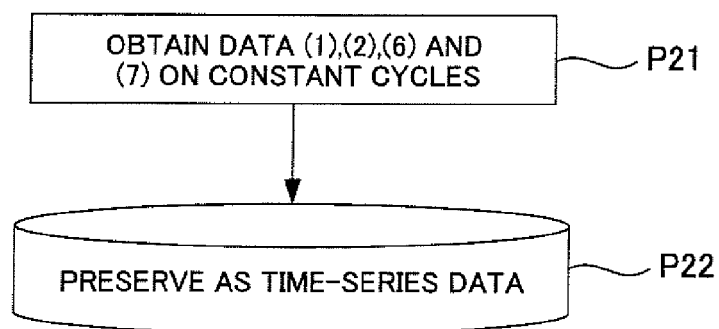 OBTAIN DATA (1),(2),(6) AND
(7) ON CONSTANT CYCLES
P21
PRESERVE AS TIME-SERIES DATA
P22